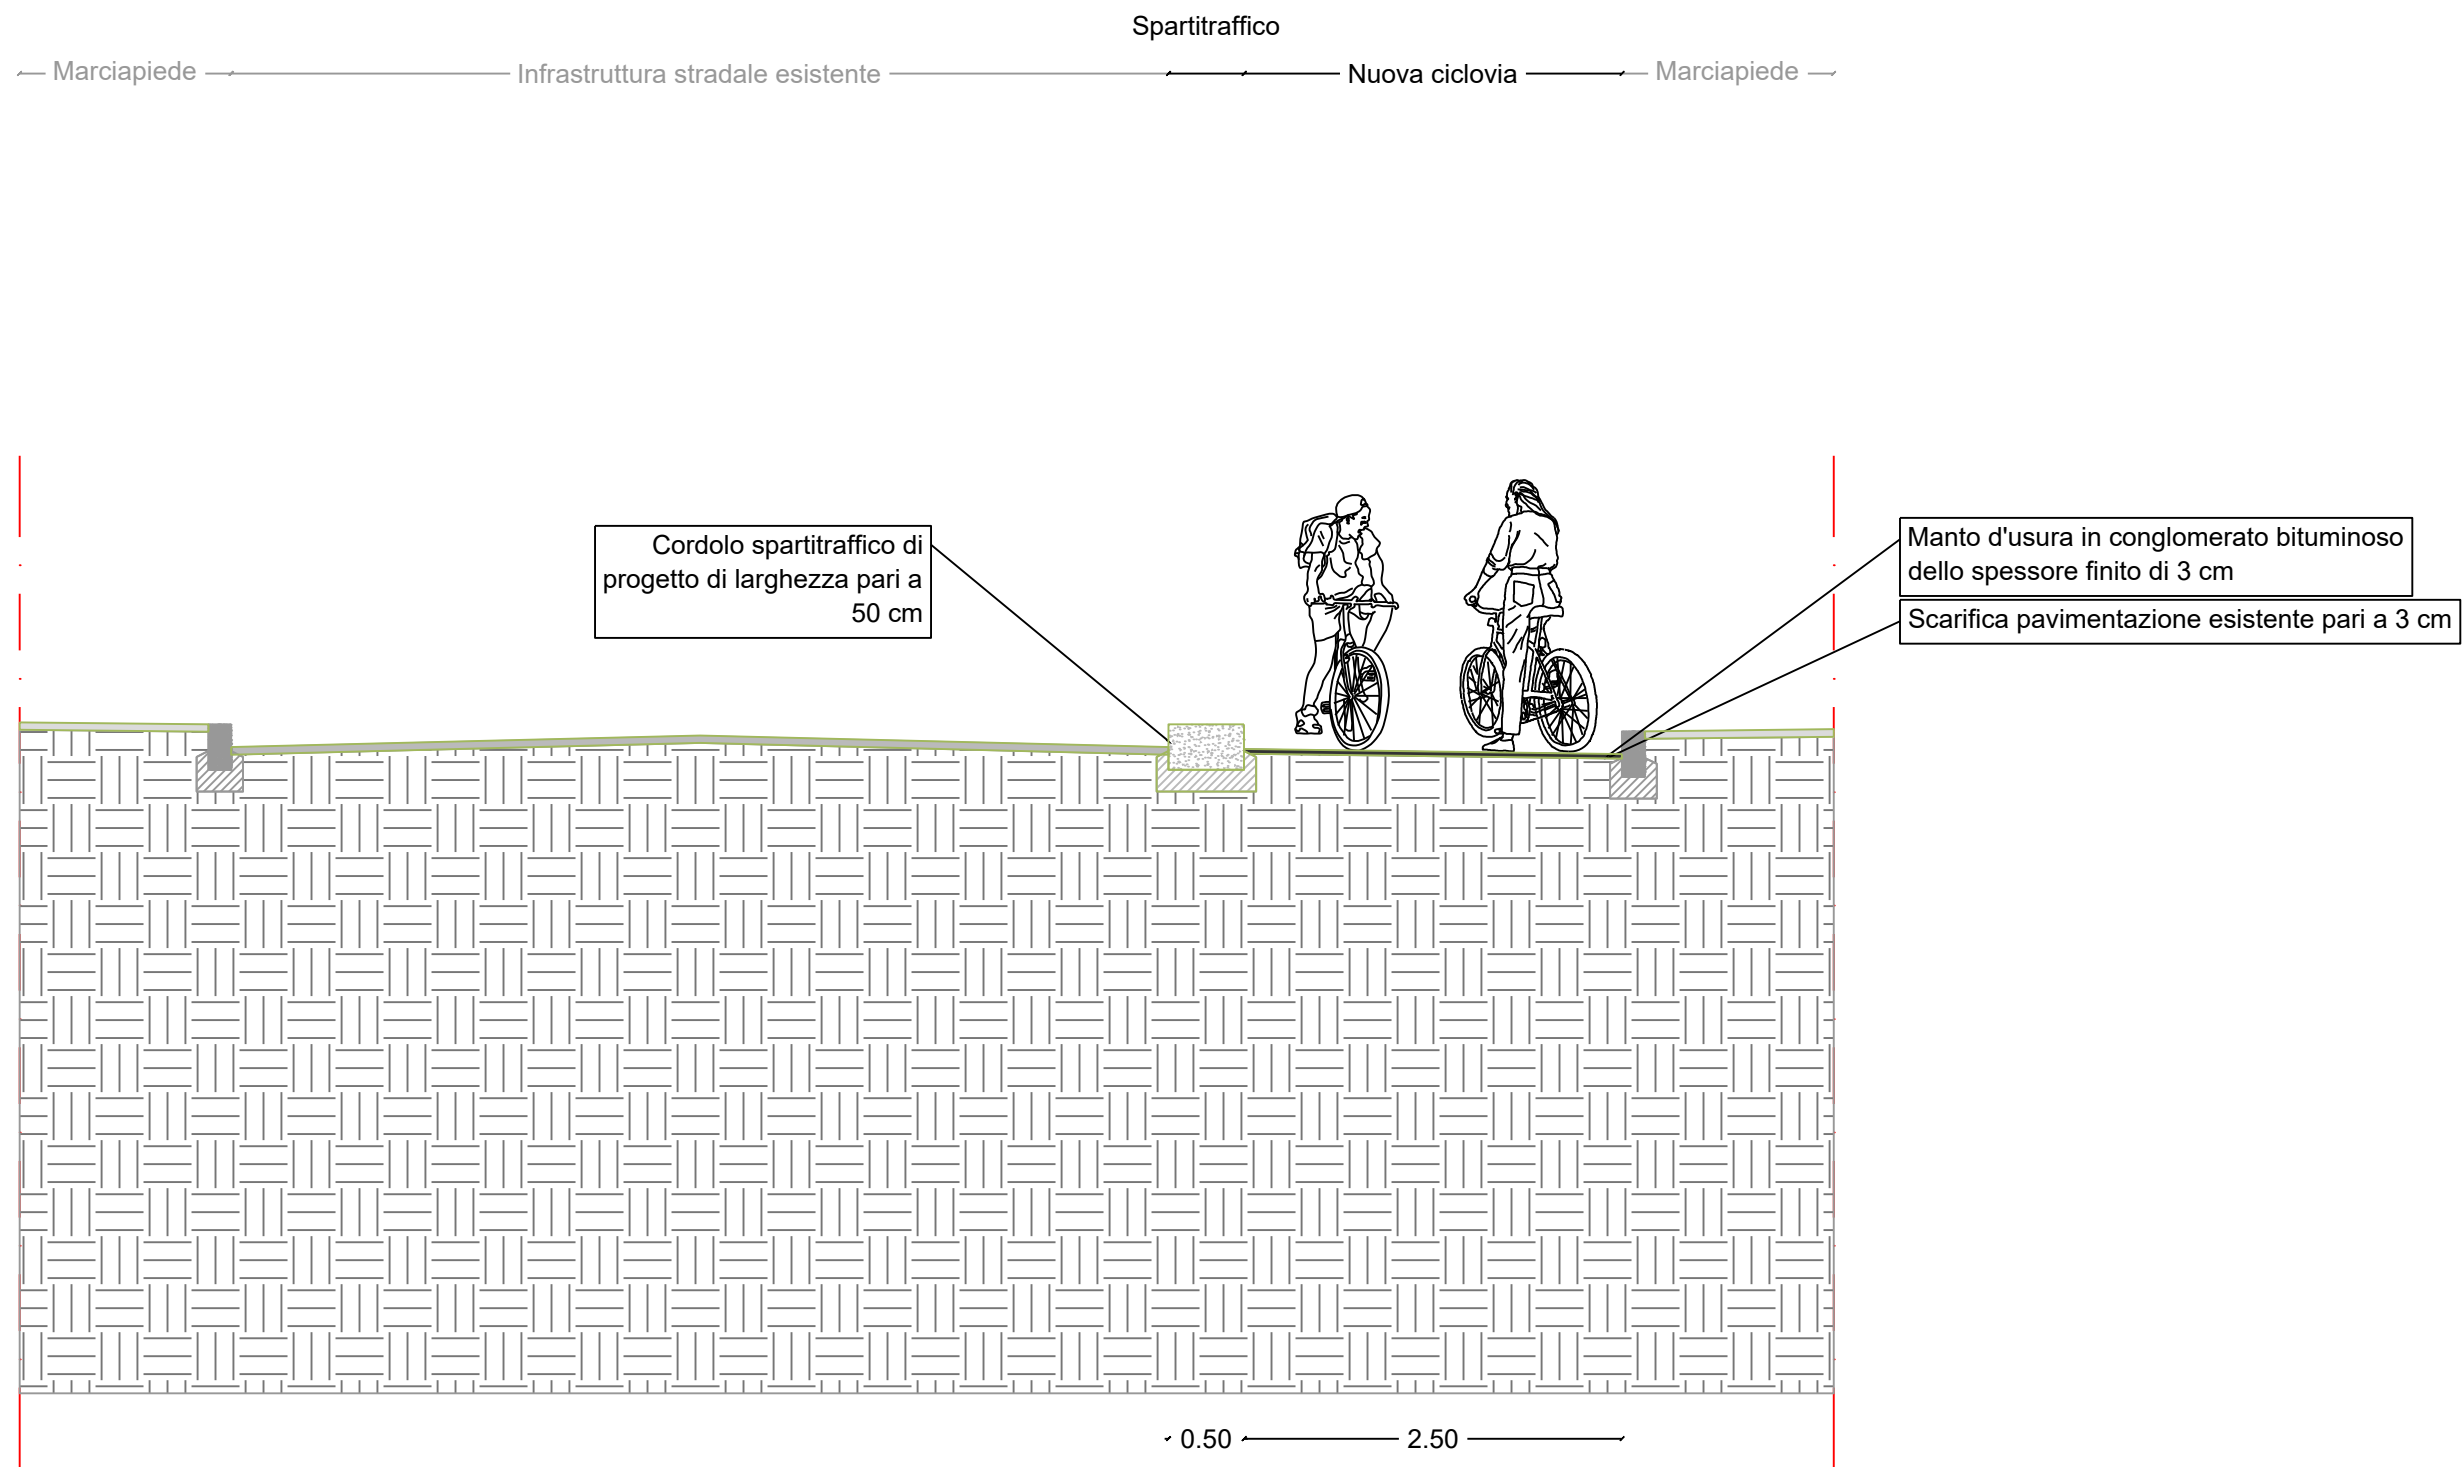 Spartitraffico
Marciapiede
Infrastruttura stradale esistente
Nuova ciclovia
Marciapiede
Cordolo spartitraffico di
progetto di larghezza pari a
50 cm
Manto d'usura in conglomerato bituminoso
dello spessore finito di 3 cm
Scarifica pavimentazione esistente pari a 3 cm
0.50
2.50